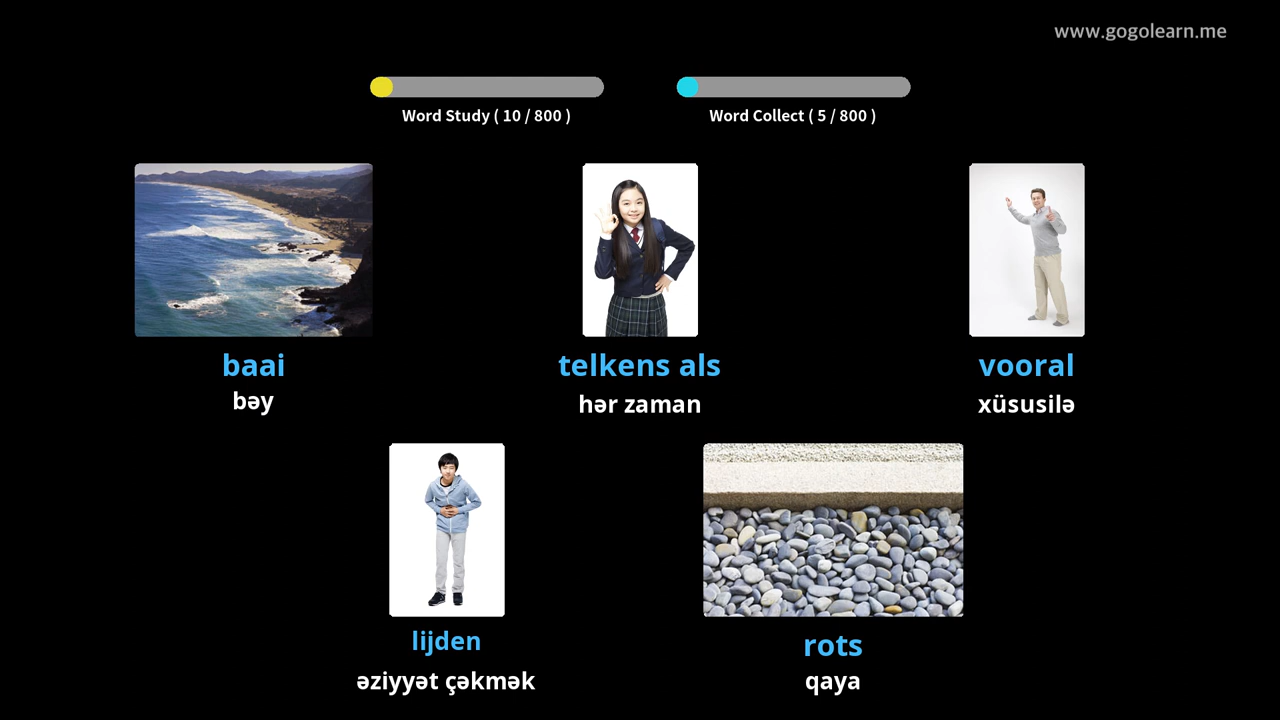 www.gogolearn.me
Word Study ( 10 / 800 )
Word Collect ( 5 / 800 )
baai
bəy
telkens als
hər zaman
vooral
xüsusilə
lijden
əziyyət çəkmək
rots
qaya